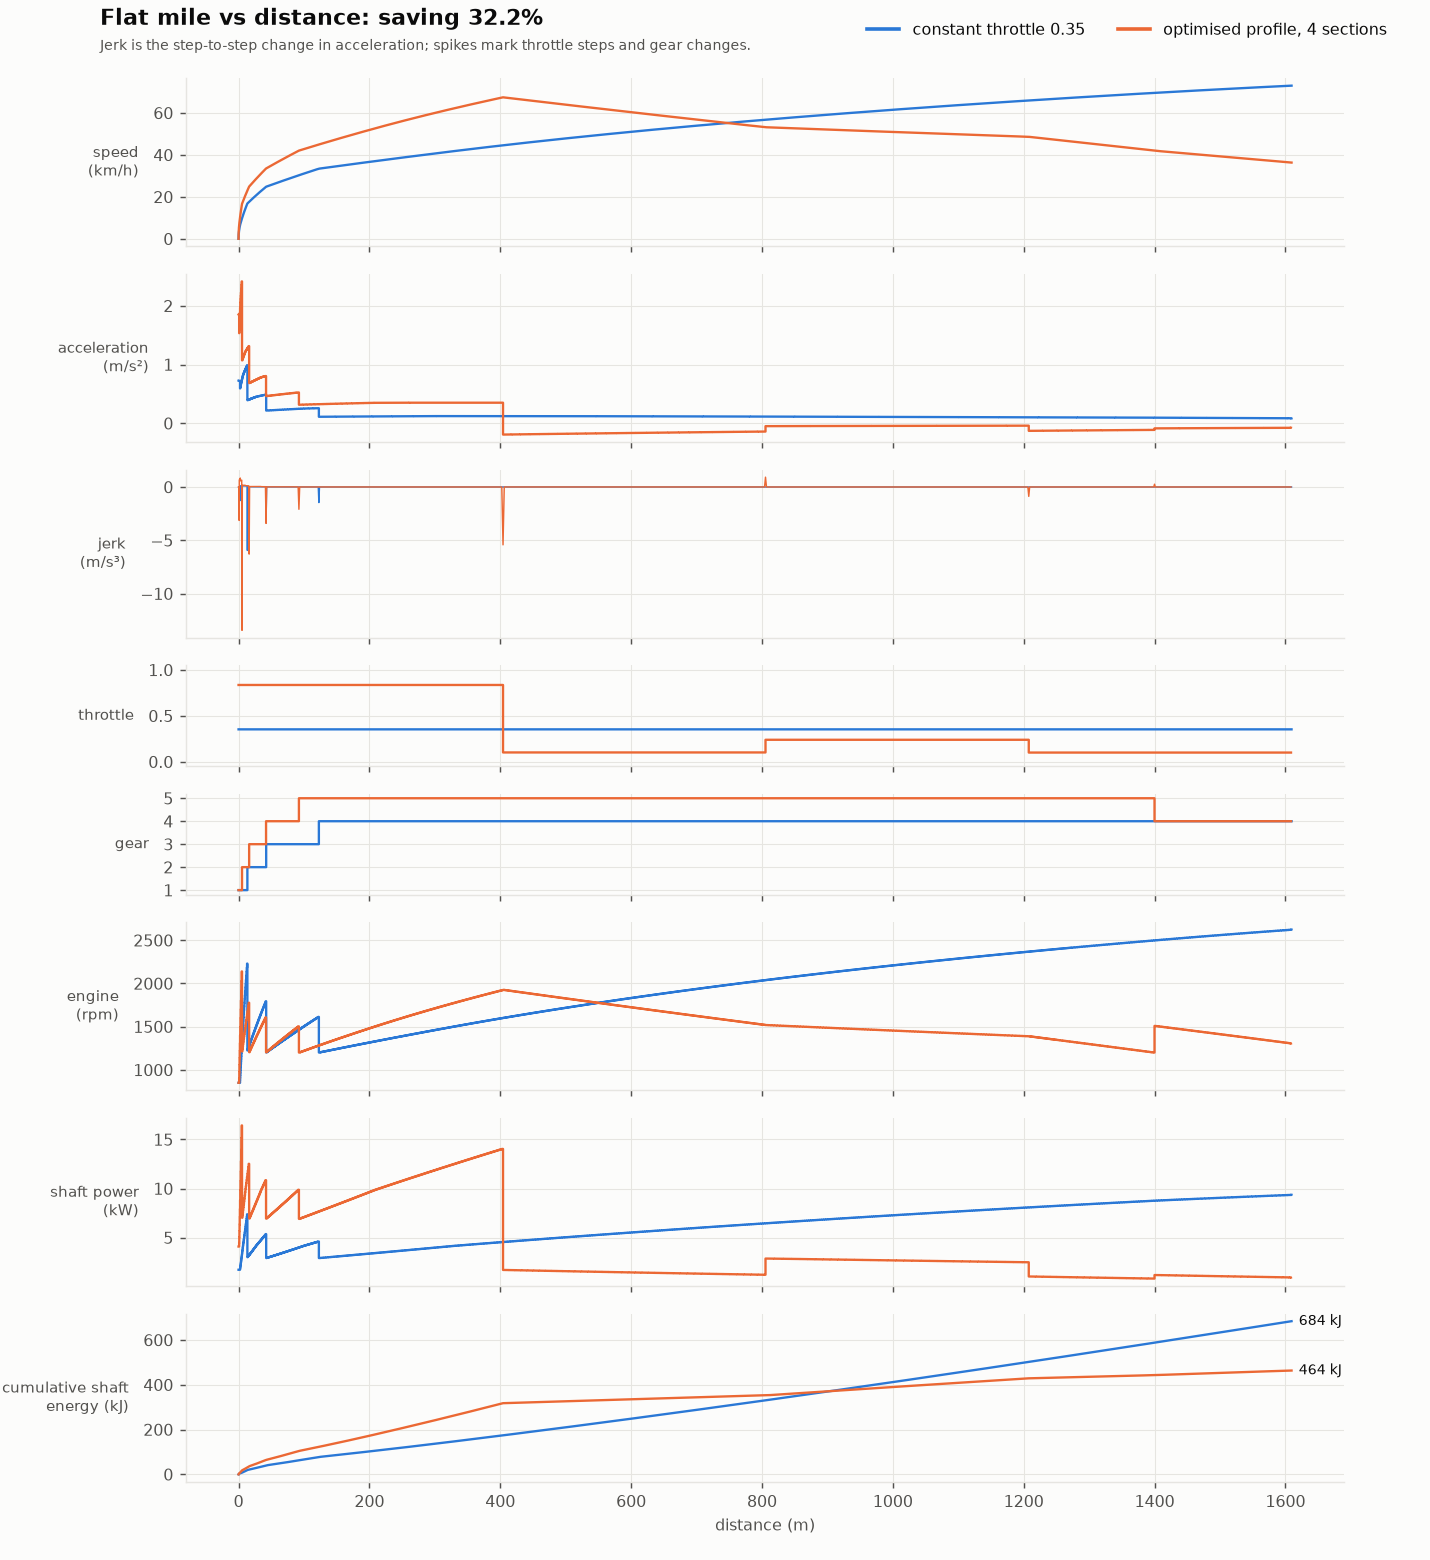 Flat mile vs distance: saving 32.2%
Jerk is the step-to-step change in acceleration; spikes mark throttle steps and gear changes.
constant throttle 0.35
optimised profile, 4 sections
60
40
20
0
speed
(km/h)
2
1
0
acceleration
(m/s²)
0
−5
−10
jerk
(m/s³)
1.0
0.5
0.0
throttle
5
4
3
2
1
gear
2500
2000
1500
1000
engine
(rpm)
15
10
5
shaft power
(kW)
600
400
200
0
cumulative shaft
energy (kJ)
684 kJ
464 kJ
0 200 400 600 800 1000 1200 1400 1600
distance (m)